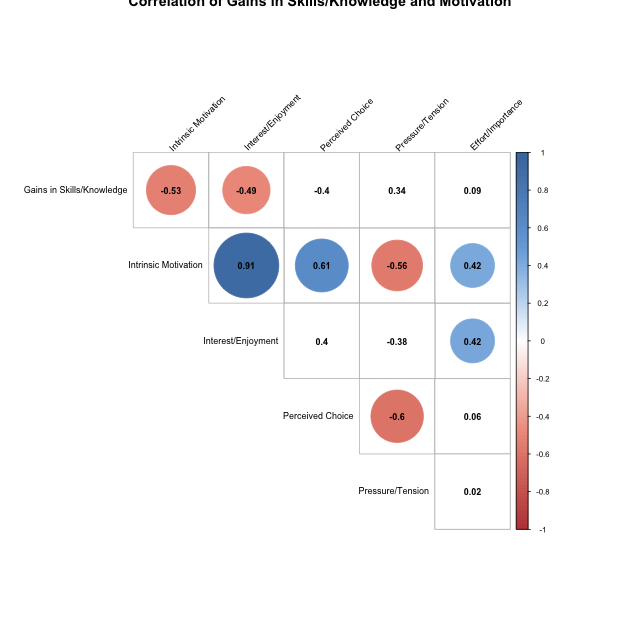 Correlation of Gains in Skills/Knowledge and Motivation
Intrinsic Motivation
Interest/Enjoyment
Perceived Choice
Pressure/Tension
Effort/Importance
Gains in Skills/Knowledge -0.53 -0.49 -0.4 0.34 0.09
Intrinsic Motivation 0.91 0.61 -0.56 0.42
Interest/Enjoyment 0.4 -0.38 0.42
Perceived Choice -0.6 0.06
Pressure/Tension 0.02
1
0.8
0.6
0.4
0.2
0
-0.2
-0.4
-0.6
-0.8
-1